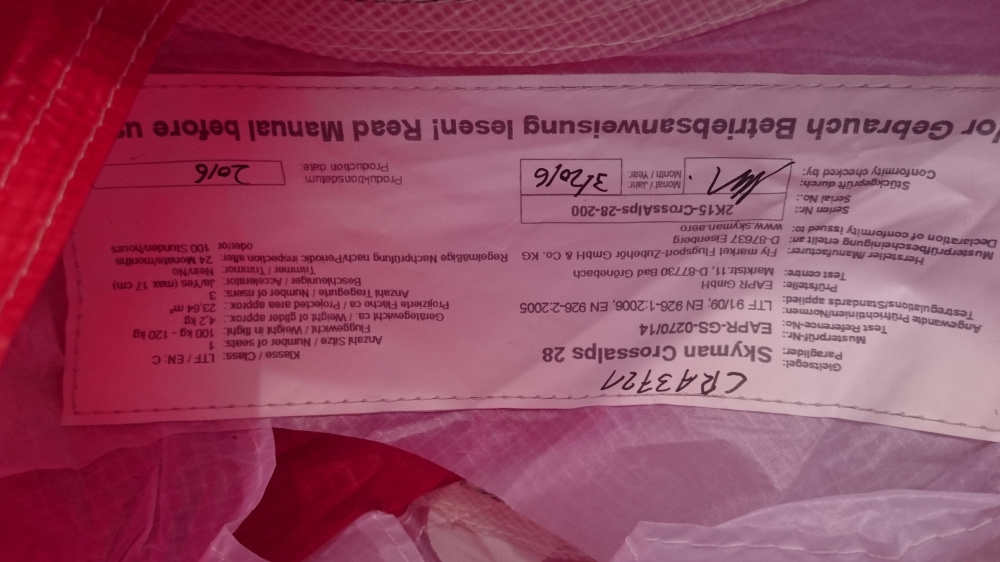 CRA3721
Gleitsegel:
Paraglider: Skyman Crossalps 28
Musterprüf-Nr:
Test Reference-No: EAPR-GS-0270/14
Angewandte Prüfrichtlinien/Normen:
Testregulations/Standards applied: LTF 91/09; EN 926-1:2006, EN 926-2:2005
Prüfstelle: EAPR GmbH
Test centre: Marktstr. 11, D-87730 Bad Grönebach
Hersteller / Manufacturer: Fly market Flugsport-Zubehör GmbH & Co. KG
Musterprüfbescheinigung erteilt an: D-87637 Eisenberg
Declaration of conformity issued to: www.skyman.aero
Serien Nr.:
Serial No.: 2K15-CrossAlps-28-200
Stückgeprüft durch:
Conformity checked by: Monat / Jahr:
Month / Year: 3/2016
Klasse / Class: LTF / EN: C
Anzahl Sitze / Number of seats: 1
Fluggewicht / Weight in flight: 100 kg - 120 kg
Gerätegewicht ca. / Weight of glider approx.: 4,2 kg
Projizierte Fläche ca / Projected area approx.: 23,64 m²
Anzahl Tragegurte / Number of risers: 3
Beschleuniger / Accelerator: Ja/Yes (max 17 cm)
Trimmer / Trimmer: Nein/No
Regelmäßige Nachprüfung nach/Periodic inspection after: 24 Monate/months
oder/or 100 Stunden/hours
Produktionsdatum:
Production date: 2016
Gebrauch Betriebsanweisung lesen! Read Manual before